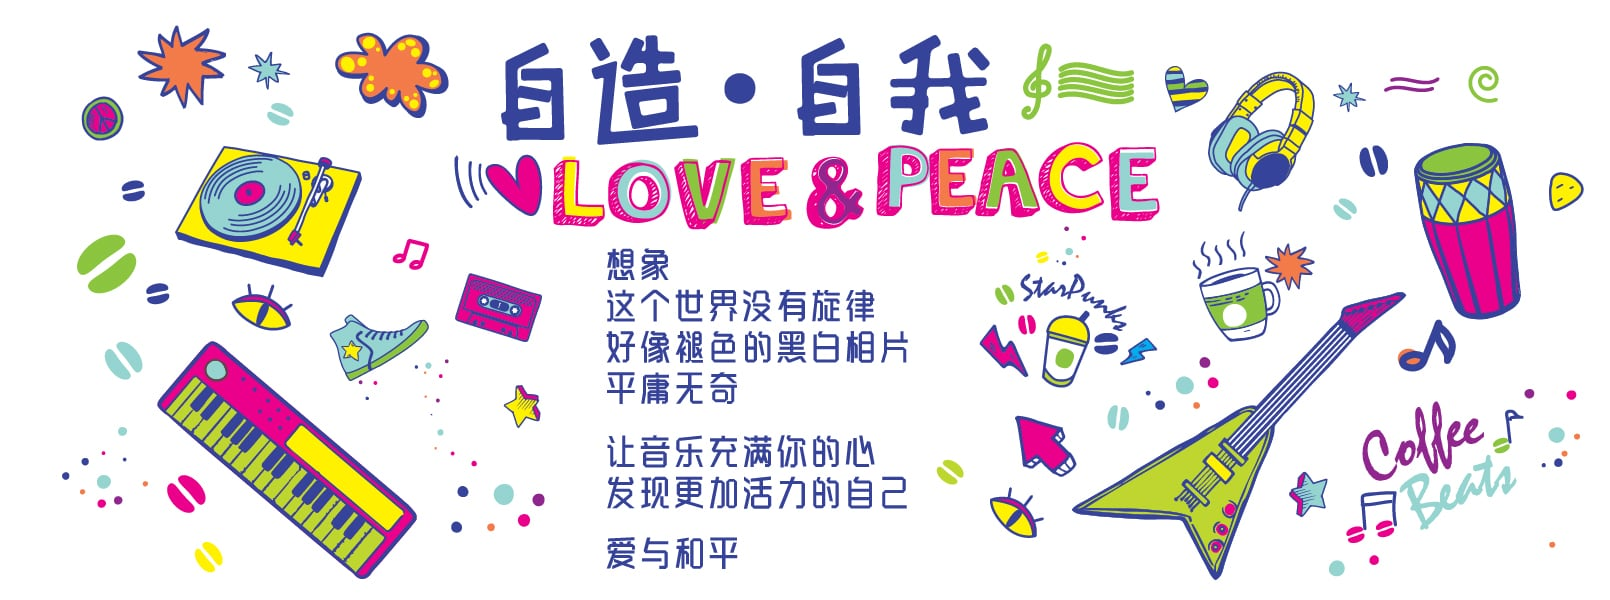 自造·自我
LOVE & PEACE
想象
这个世界没有旋律
好像褪色的黑白相片
平庸无奇
让音乐充满你的心
发现更加活力的自己
爱与和平
StarPunks
Coffee
Beats